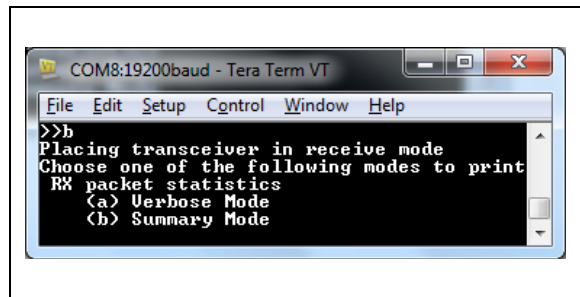 COM8:19200baud - Tera Term VT
File Edit Setup Control Window Help
>>b
Placing transceiver in receive mode
Choose one of the following modes to print
RX packet statistics
(a) Verbose Mode
(b) Summary Mode